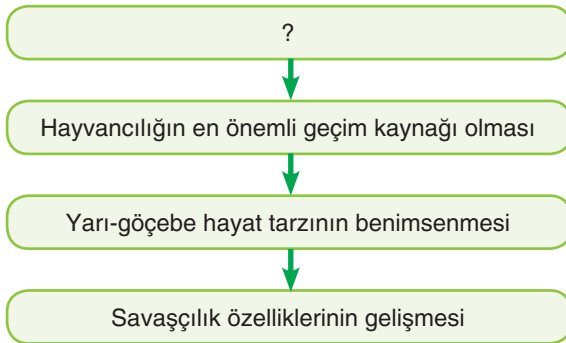 ?
Hayvancılığın en önemli geçim kaynağı olması
Yarı-göçebe hayat tarzının benimsenmesi
Savaşçılık özelliklerinin gelişmesi